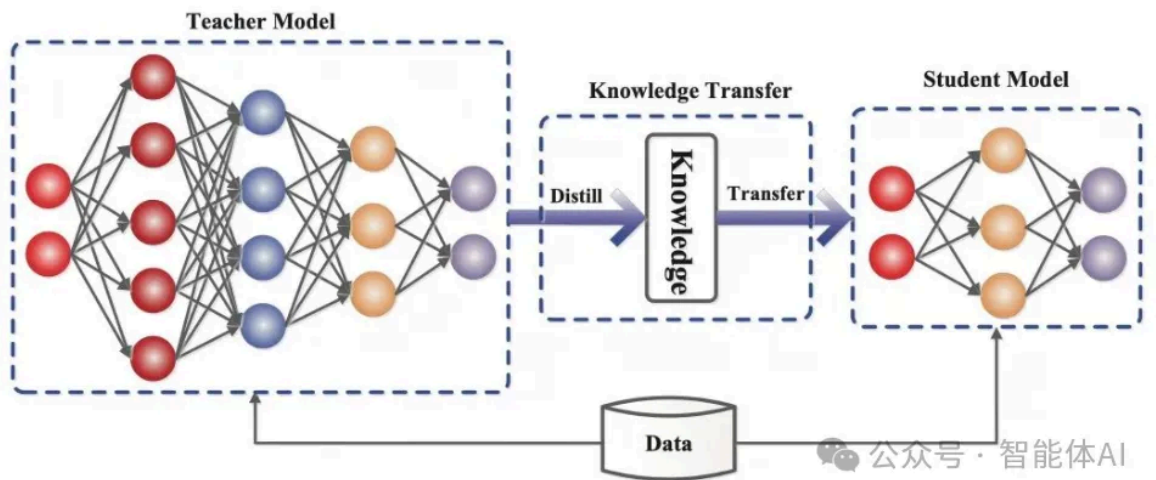 Teacher Model
Knowledge Transfer
Student Model
Distill
Knowledge
Transfer
Data
公众号 · 智能体AI